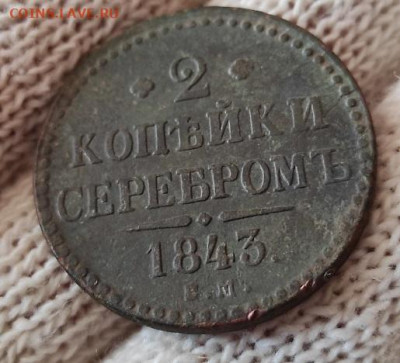 COINS.LAVE.RU
2
КОПѢЙКИ
СЕРЕБРОМЪ
1843.
Е.М.